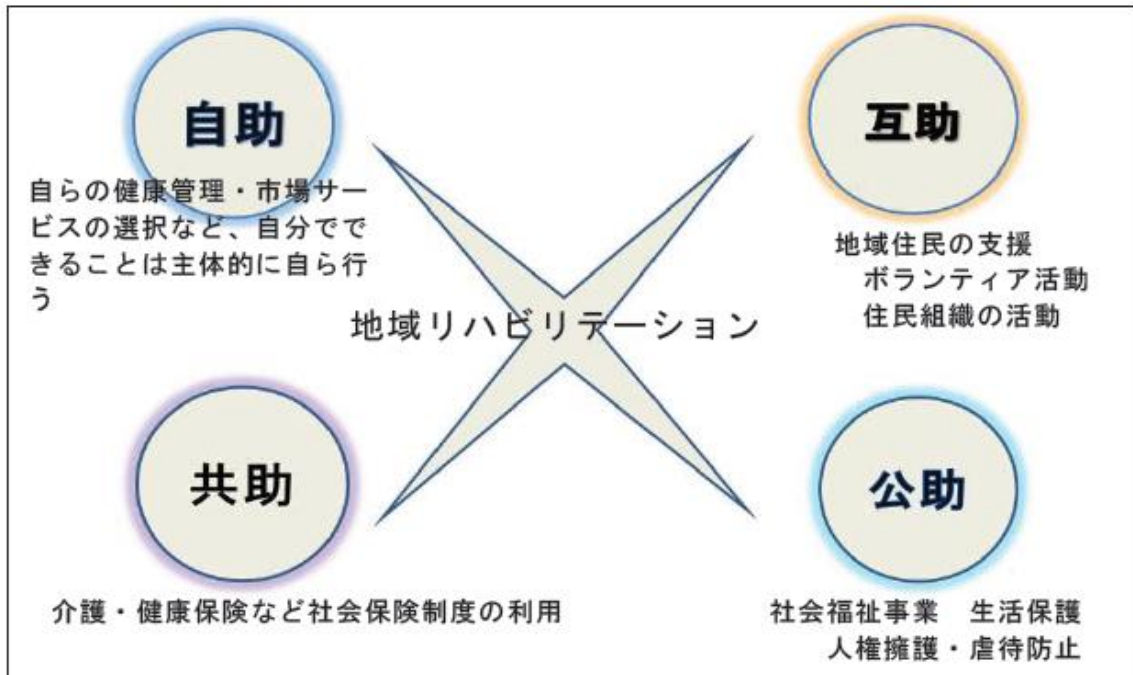 自助
自らの健康管理・市場サー
ビスの選択など、自分でで
きることは主体的に自ら行
う
互助
地域住民の支援
ボランティア活動
住民組織の活動
地域リハビリテーション
共助
介護・健康保険など社会保険制度の利用
公助
社会福祉事業　生活保護
人権擁護・虐待防止